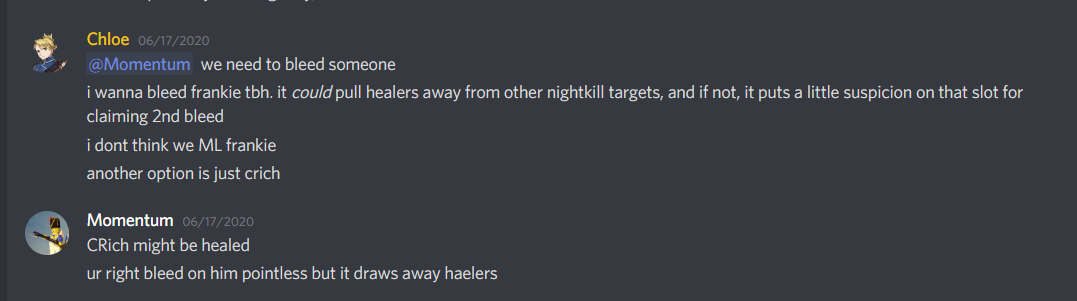 Chloe 06/17/2020
@Momentum we need to bleed someone
i wanna bleed frankie tbh. it could pull healers away from other nightkill targets, and if not, it puts a little suspicion on that slot for
claiming 2nd bleed
i dont think we ML frankie
another option is just crich
Momentum 06/17/2020
CRich might be healed
ur right bleed on him pointless but it draws away haelers